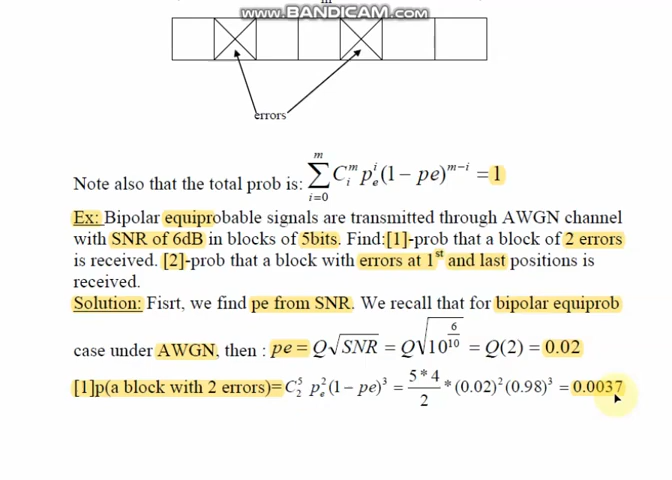 www.BANDICAM.com
m
errors
Note also that the total prob is: $\sum_{i=0}^{m} C_i^m p_e^i (1 - pe)^{m-i} = 1$
Ex: Bipolar equiprobable signals are transmitted through AWGN channel
with SNR of 6dB in blocks of 5bits. Find:[1]-prob that a block of 2 errors
is received. [2]-prob that a block with errors at 1st and last positions is
received.
Solution: Fisrt, we find pe from SNR. We recall that for bipolar equiprob
case under AWGN, then : $pe = Q\sqrt{SNR} = Q\sqrt{10^{\frac{6}{10}}} = Q(2) = 0.02$
[1]p(a block with 2 errors)= $C_2^5 \, p_e^2 (1 - pe)^3 = \frac{5*4}{2} * (0.02)^2 (0.98)^3 = 0.0037$